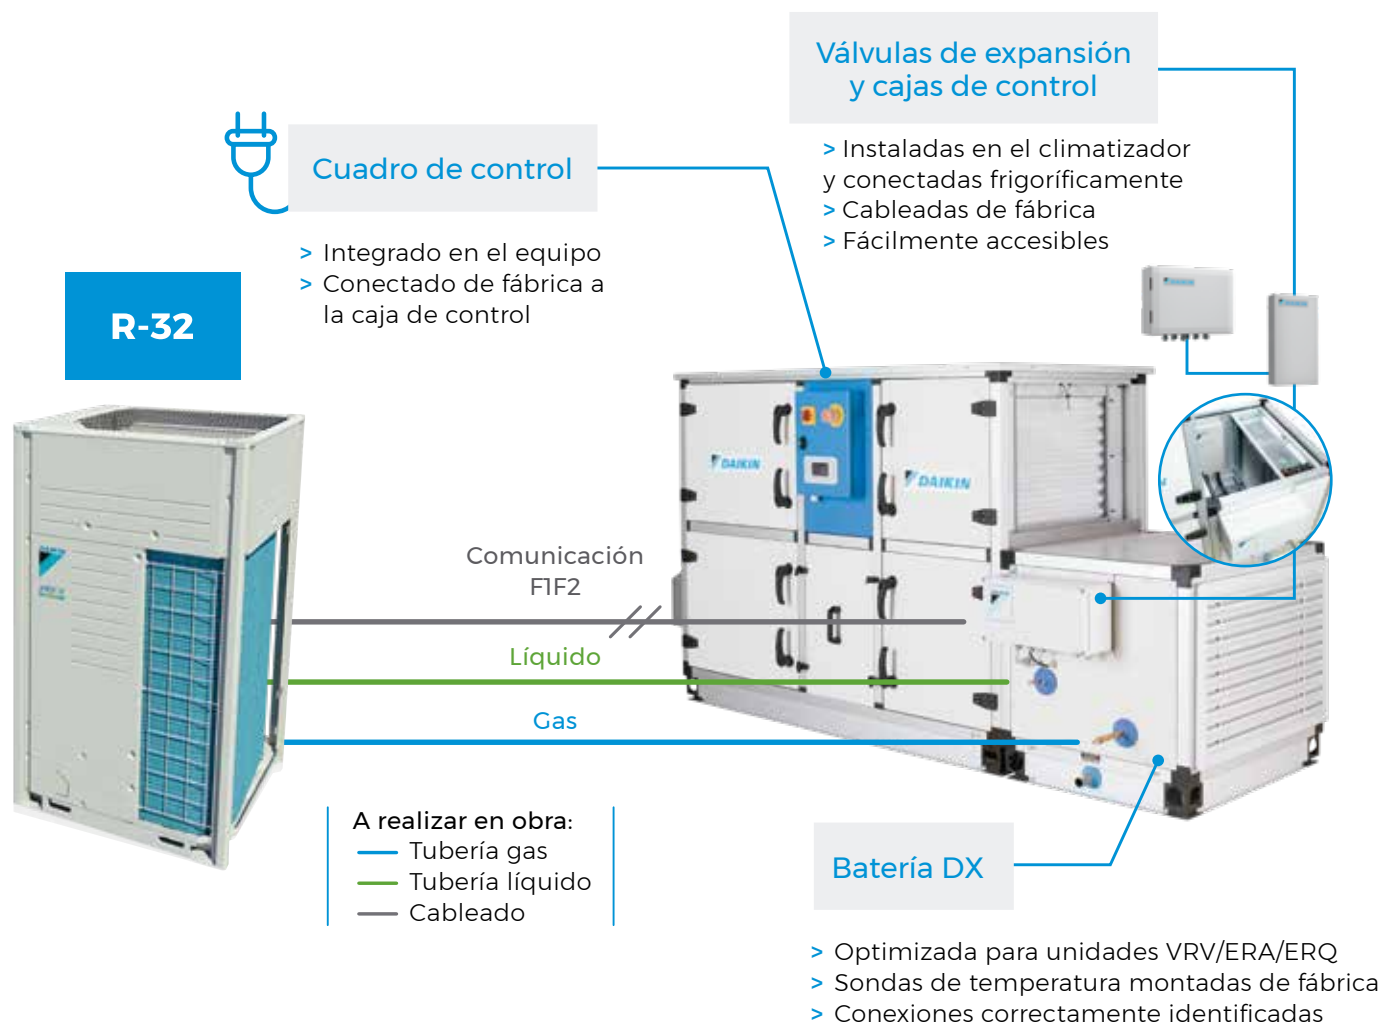 Válvulas de expansión
y cajas de control
> Instaladas en el climatizador
y conectadas frigoríficamente
> Cableadas de fábrica
> Fácilmente accesibles
Cuadro de control
> Integrado en el equipo
> Conectado de fábrica a
la caja de control
R-32
DAIKIN
DAIKIN
DAIKIN
Comunicación
F1F2
Líquido
Gas
A realizar en obra:
Tubería gas
Tubería líquido
Cableado
Batería DX
> Optimizada para unidades VRV/ERA/ERQ
> Sondas de temperatura montadas de fábrica
> Conexiones correctamente identificadas